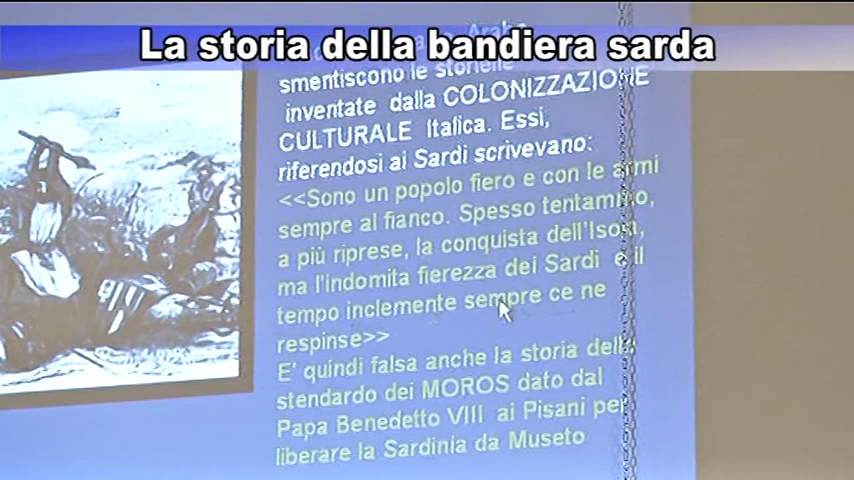 La storia della bandiera sarda
smentiscono le storielle
inventate dalla COLONIZZAZIONE
CULTURALE Italica. Essi,
riferendosi ai Sardi scrivevano:
<<Sono un popolo fiero e con le armi
sempre al fianco. Spesso tentammo,
a più riprese, la conquista dell'Isola,
ma l'indomita fierezza dei Sardi e il
tempo inclemente sempre ce ne
respinse>>
E' quindi falsa anche la storia dello
stendardo dei MOROS dato dal
Papa Benedetto VIII ai Pisani per
liberare la Sardinia da Museto